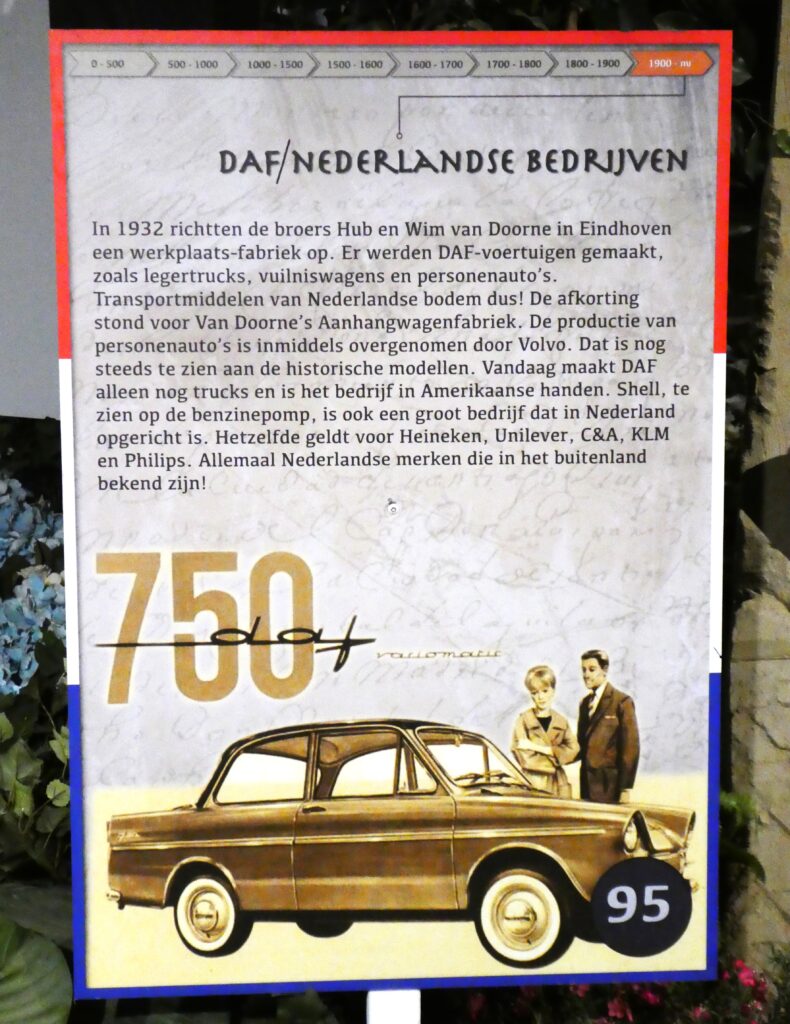 0 - 500
500 - 1000
1000 - 1500
1500 - 1600
1600 - 1700
1700 - 1800
1800 - 1900
1900 - nu
DAF/NEDERLANDSE BEDRIJVEN
In 1932 richtten de broers Hub en Wim van Doorne in Eindhoven
een werkplaats-fabriek op. Er werden DAF-voertuigen gemaakt,
zoals legertrucks, vuilniswagens en personenauto's.
Transportmiddelen van Nederlandse bodem dus! De afkorting
stond voor Van Doorne's Aanhangwagenfabriek. De productie van
personenauto's is inmiddels overgenomen door Volvo. Dat is nog
steeds te zien aan de historische modellen. Vandaag maakt DAF
alleen nog trucks en is het bedrijf in Amerikaanse handen. Shell, te
zien op de benzinepomp, is ook een groot bedrijf dat in Nederland
opgericht is. Hetzelfde geldt voor Heineken, Unilever, C&A, KLM
en Philips. Allemaal Nederlandse merken die in het buitenland
bekend zijn!
750
daf
variomatic
95